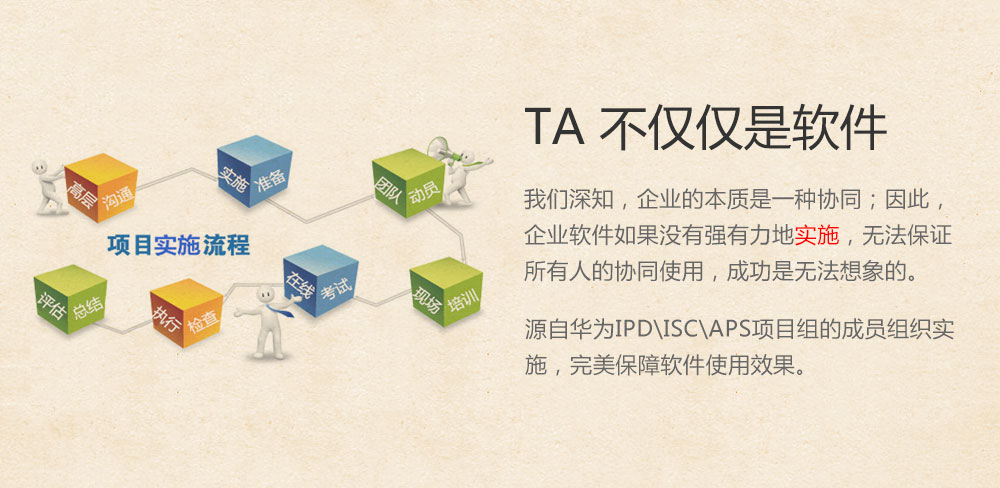 TA 不仅仅是软件
我们深知，企业的本质是一种协同；因此，
企业软件如果没有强有力地实施，无法保证
所有人的协同使用，成功是无法想象的。
源自华为IPD\ISC\APS项目组的成员组织实
施，完美保障软件使用效果。
高层 沟通
实施 准备
团队 动员
项目实施流程
现场 培训
在线 考试
执行 检查
评估 总结